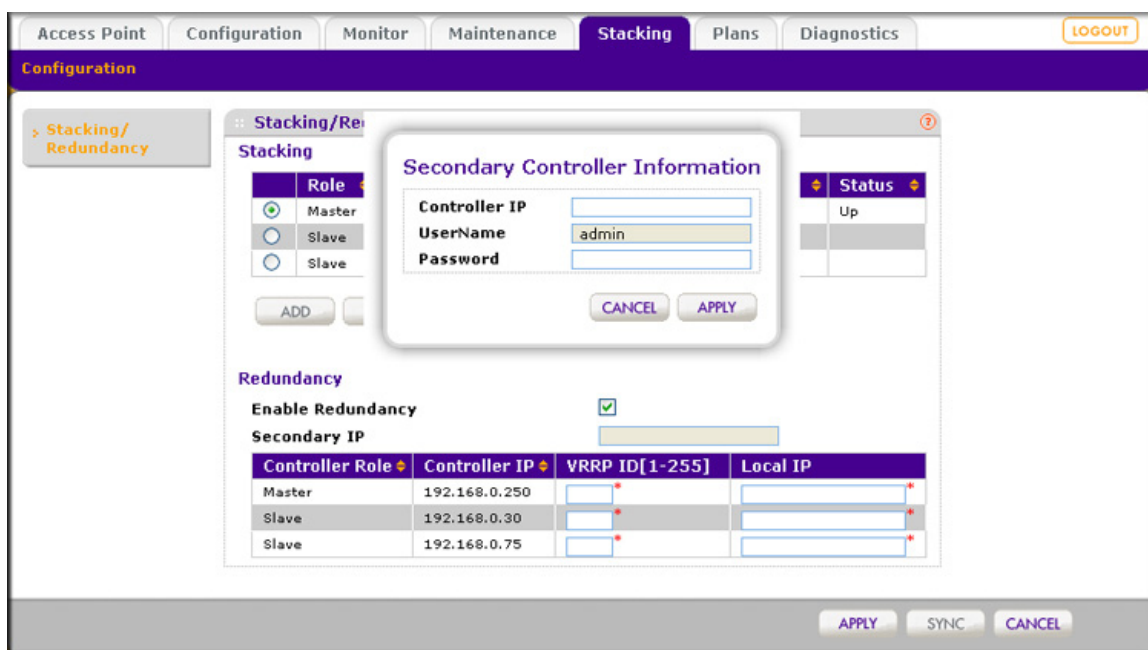 Access Point Configuration Monitor Maintenance Stacking Plans Diagnostics LOGOUT
Configuration
Stacking/
Redundancy
Stacking/Re
?
Stacking
Role Status
Master Up
Slave
Slave
ADD
Secondary Controller Information
Controller IP
UserName admin
Password
CANCEL APPLY
Redundancy
Enable Redundancy
Secondary IP
Controller Role Controller IP VRRP ID[1-255] Local IP
Master 192.168.0.250 * *
Slave 192.168.0.30 * *
Slave 192.168.0.75 * *
APPLY SYNC CANCEL